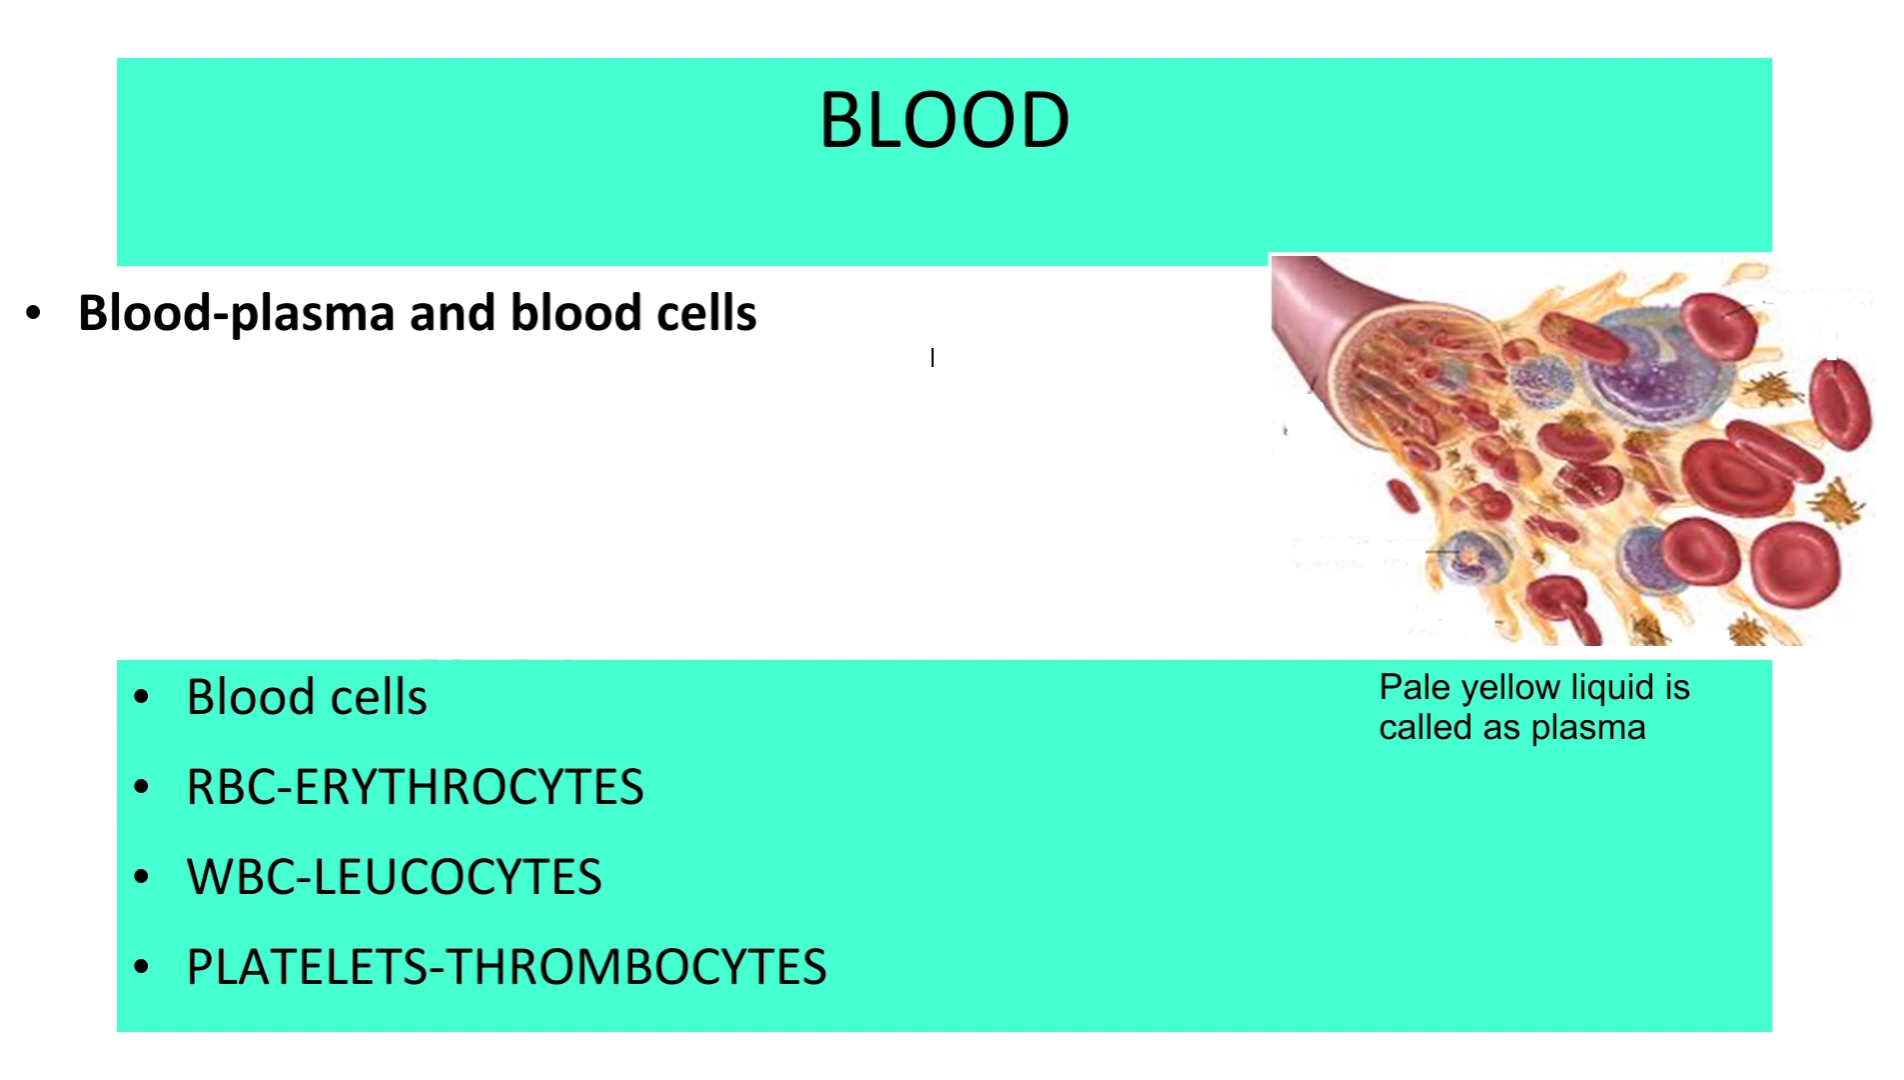 BLOOD
• Blood-plasma and blood cells
• Blood cells
• RBC-ERYTHROCYTES
• WBC-LEUCOCYTES
• PLATELETS-THROMBOCYTES
Pale yellow liquid is
called as plasma